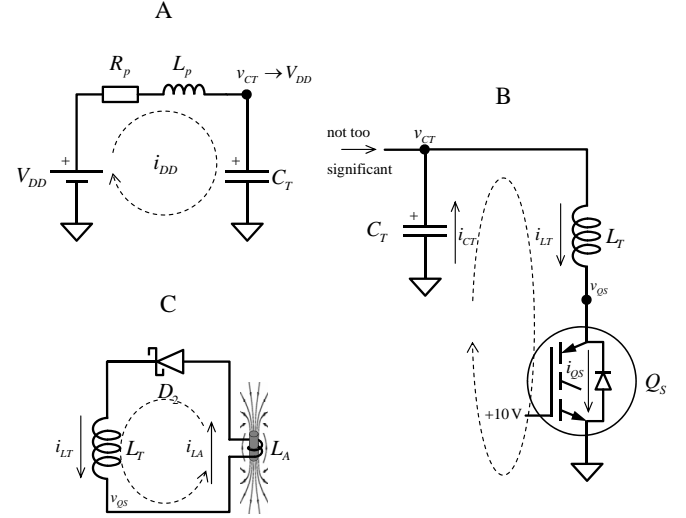 A
R_p
L_p
v_CT → V_DD
V_DD
+
i_DD
+
C_T
B
not too
significant
v_CT
+
C_T
i_CT
i_LT
L_T
v_QS
i_QS
Q_S
+10 V
C
D_2
i_LT
L_T
i_LA
L_A
v_QS